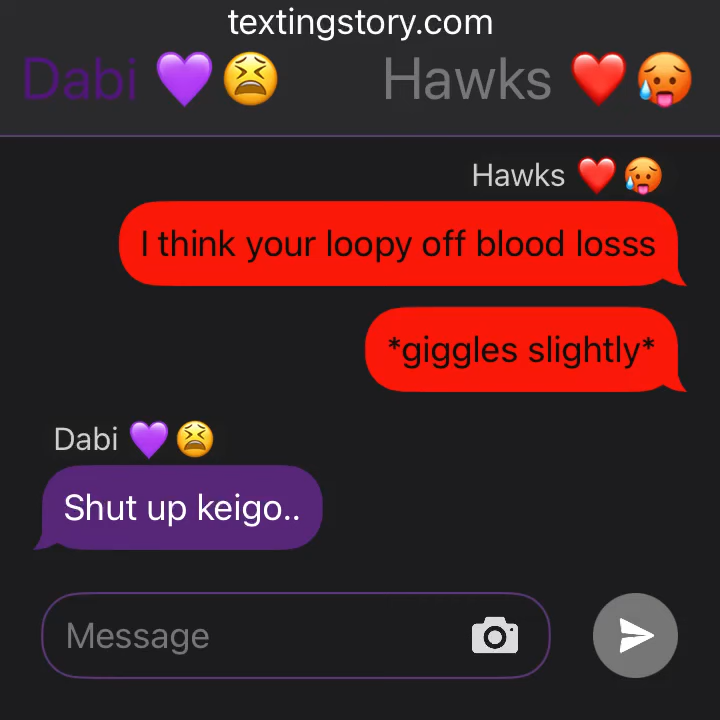 textingstory.com
Dabi 💜😫 Hawks ❤️🥵
Hawks ❤️🥵
I think your loopy off blood losss
*giggles slightly*
Dabi 💜😫
Shut up keigo..
Message